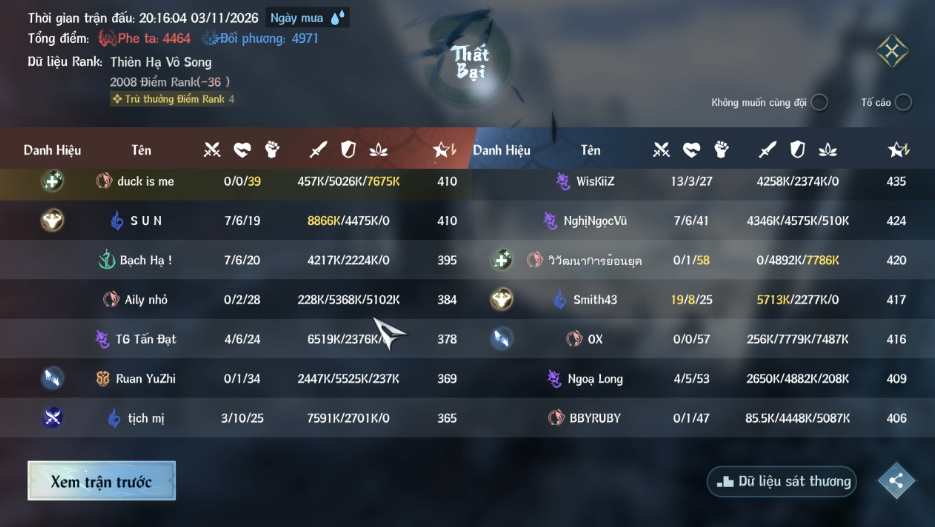 Thời gian trận đấu: 20:16:04 03/11/2026 Ngày mưa
Tổng điểm: Phe ta: 4464 Đối phương: 4971
Dữ liệu Rank: Thiên Hạ Vô Song
2008 Điểm Rank(-36 )
Trừ thưởng Điểm Rank 4
Thất
Bại
Không muốn cùng đội Tố cáo
Danh Hiệu Tên Danh Hiệu Tên
duck is me 0/0/39 457K/5026K/7675K 410 WisKiiZ 13/3/27 4258K/2374K/0 435
S U N 7/6/19 8866K/4475K/0 410 NghịNgọcVũ 7/6/41 4346K/4575K/510K 424
Bạch Hạ ! 7/6/20 4217K/2224K/0 395 วิวัฒนาการย้อนยุค 0/1/58 0/4892K/7786K 420
Aily nhỏ 0/2/28 228K/5368K/5102K 384 Smith43 19/8/25 5713K/2277K/0 417
TG Tấn Đạt 4/6/24 6519K/2376K/ 378 OX 0/0/57 256K/7779K/7487K 416
Ruan YuZhi 0/1/34 2447K/5525K/237K 369 Ngoạ Long 4/5/53 2650K/4882K/208K 409
tịch mị 3/10/25 7591K/2701K/0 365 BBYRUBY 0/1/47 85.5K/4448K/5087K 406
Xem trận trước Dữ liệu sát thương